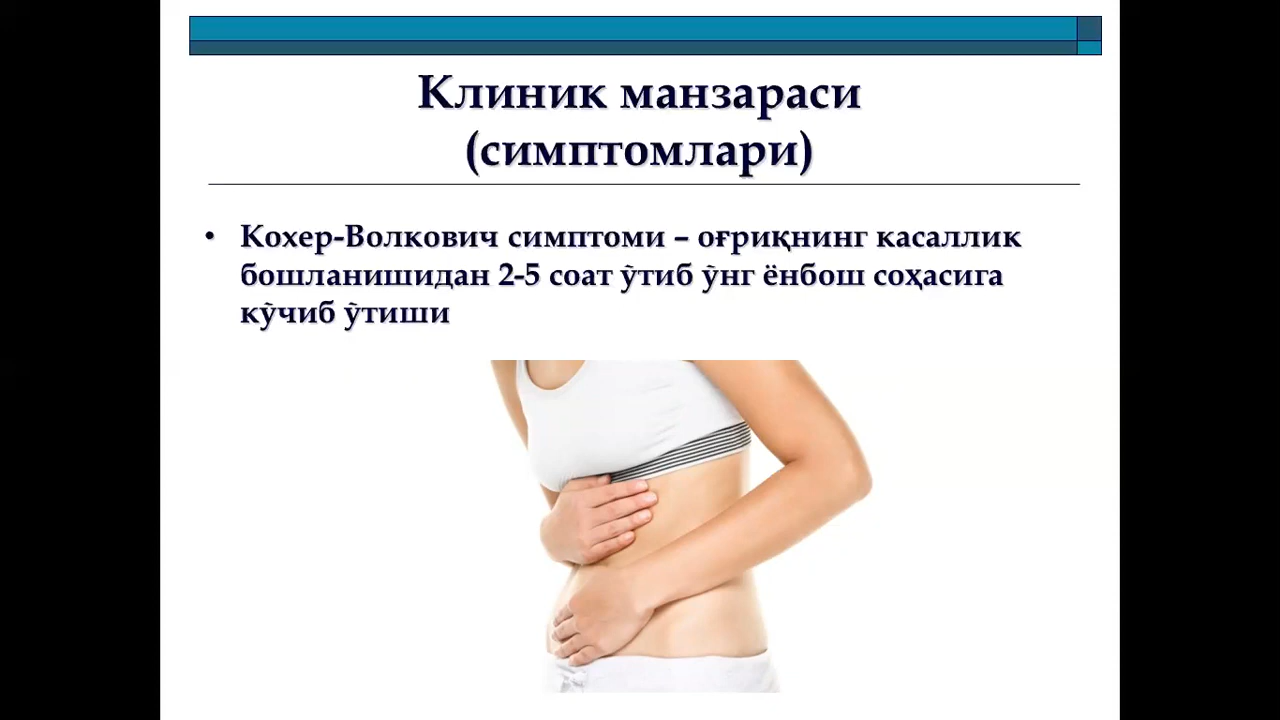 Клиник манзараси
(симптомлари)
• Кохер-Волкович симптоми – оғриқнинг касаллик
бошланишидан 2-5 соат ўтиб ўнг ёнбош соҳасига
кўчиб ўтиши